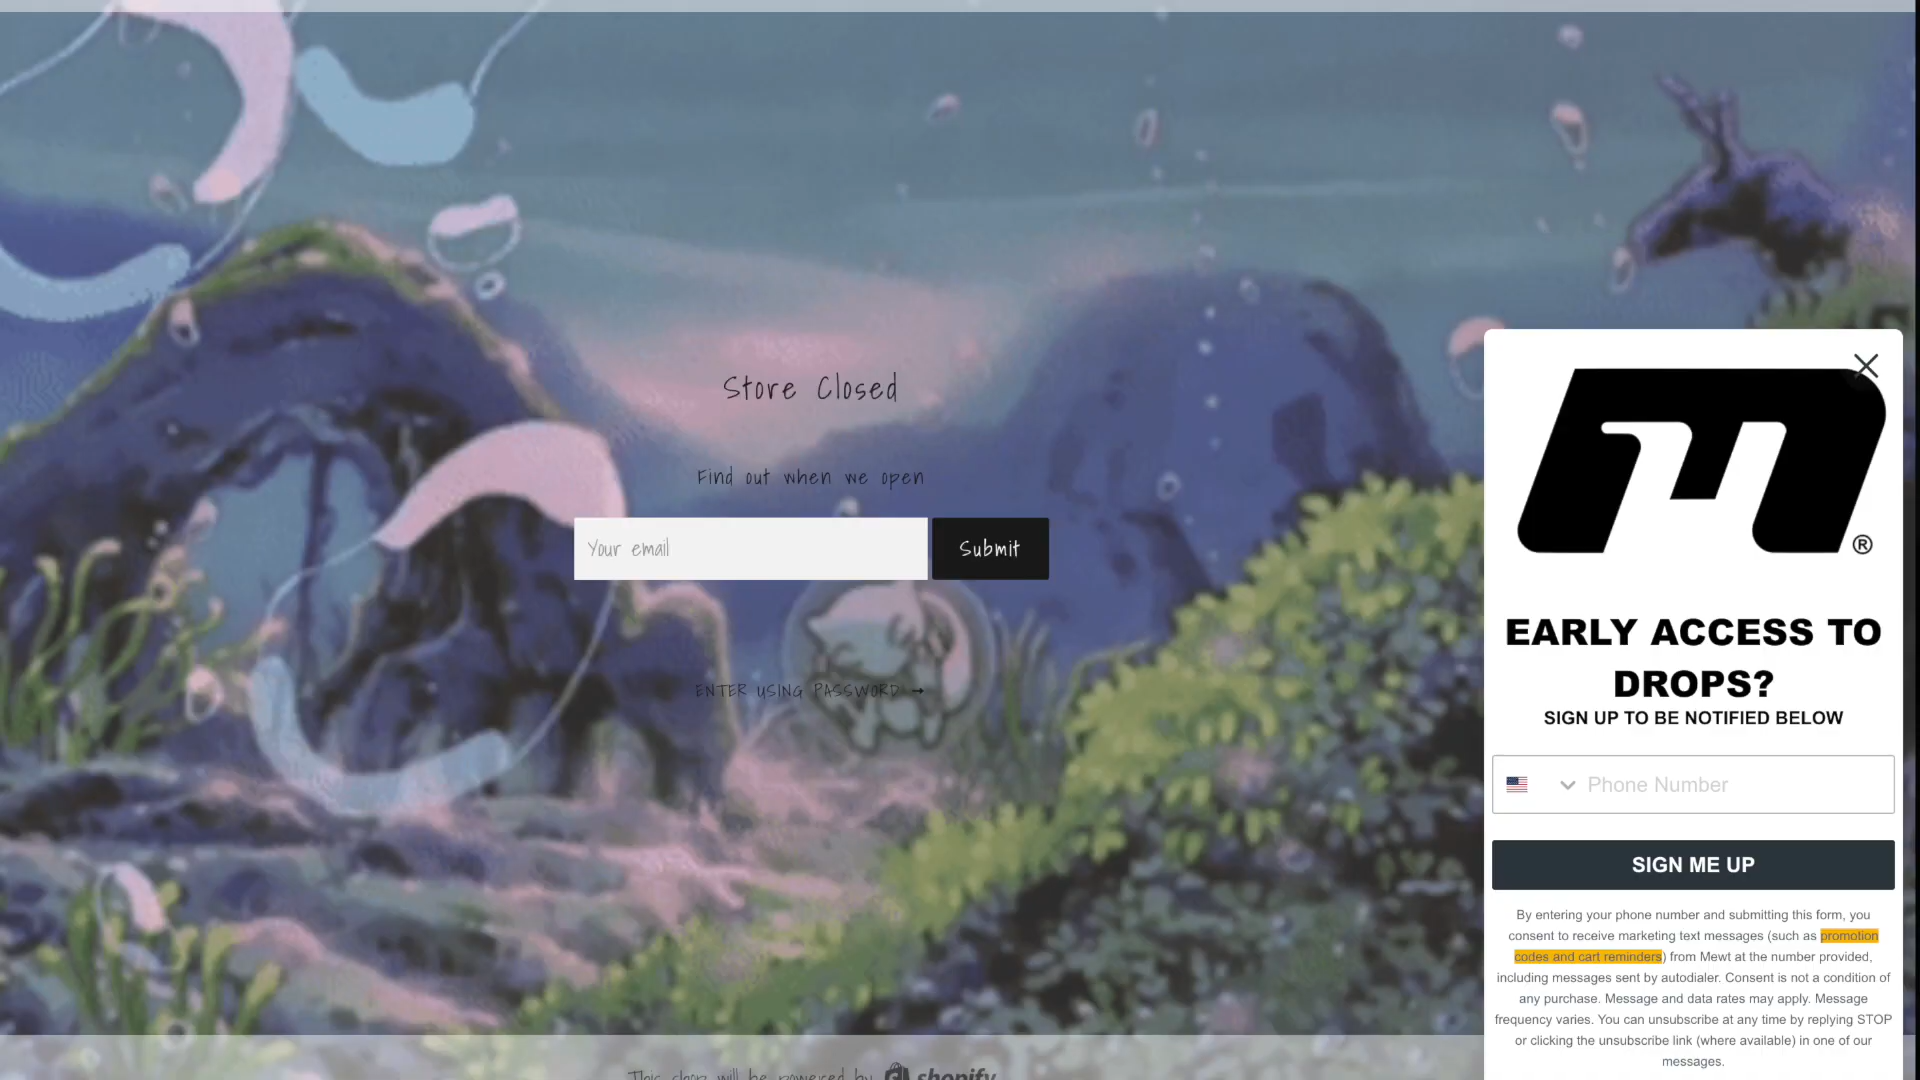 Store Closed
Find out when we open
Your email
Submit
ENTER USING PASSWORD →
This shop will be powered by shopify
m®
EARLY ACCESS TO
DROPS?
SIGN UP TO BE NOTIFIED BELOW
Phone Number
SIGN ME UP
By entering your phone number and submitting this form, you
consent to receive marketing text messages (such as promotion
codes and cart reminders) from Mewt at the number provided,
including messages sent by autodialer. Consent is not a condition of
any purchase. Message and data rates may apply. Message
frequency varies. You can unsubscribe at any time by replying STOP
or clicking the unsubscribe link (where available) in one of our
messages.